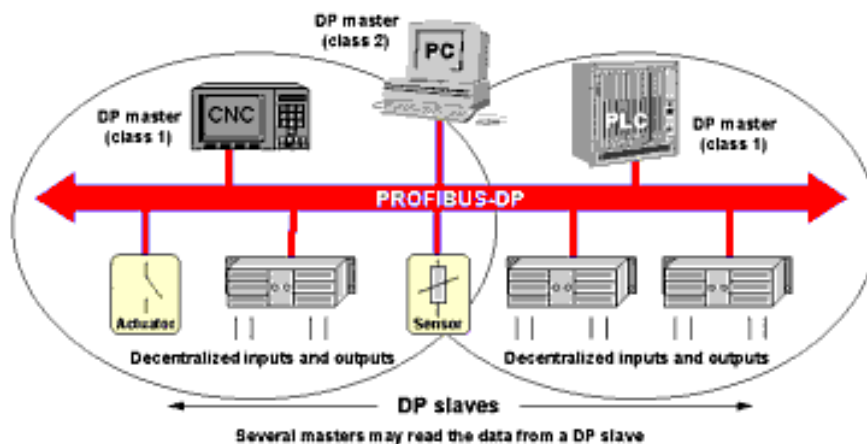 DP master
(class 2)
PC
DP master
(class 1)
CNC
PLC
DP master
(class 1)
PROFIBUS-DP
Actuator
Sensor
Decentralized inputs and outputs
Decentralized inputs and outputs
DP slaves
Several masters may read the data from a DP slave